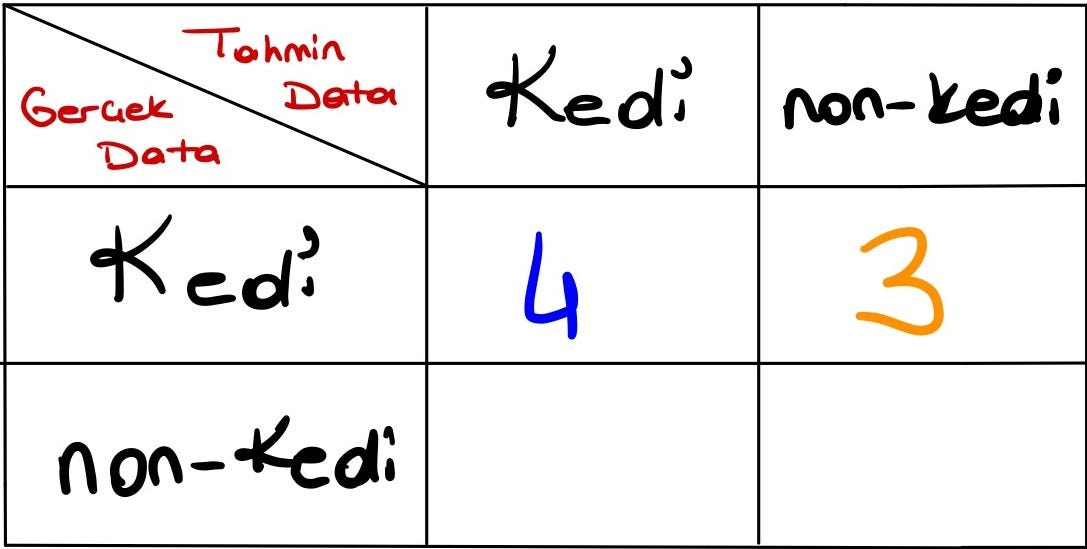 Tahmin
Data
Gercek
Data
Kedi
non-kedi
Kedi
4
3
non-kedi